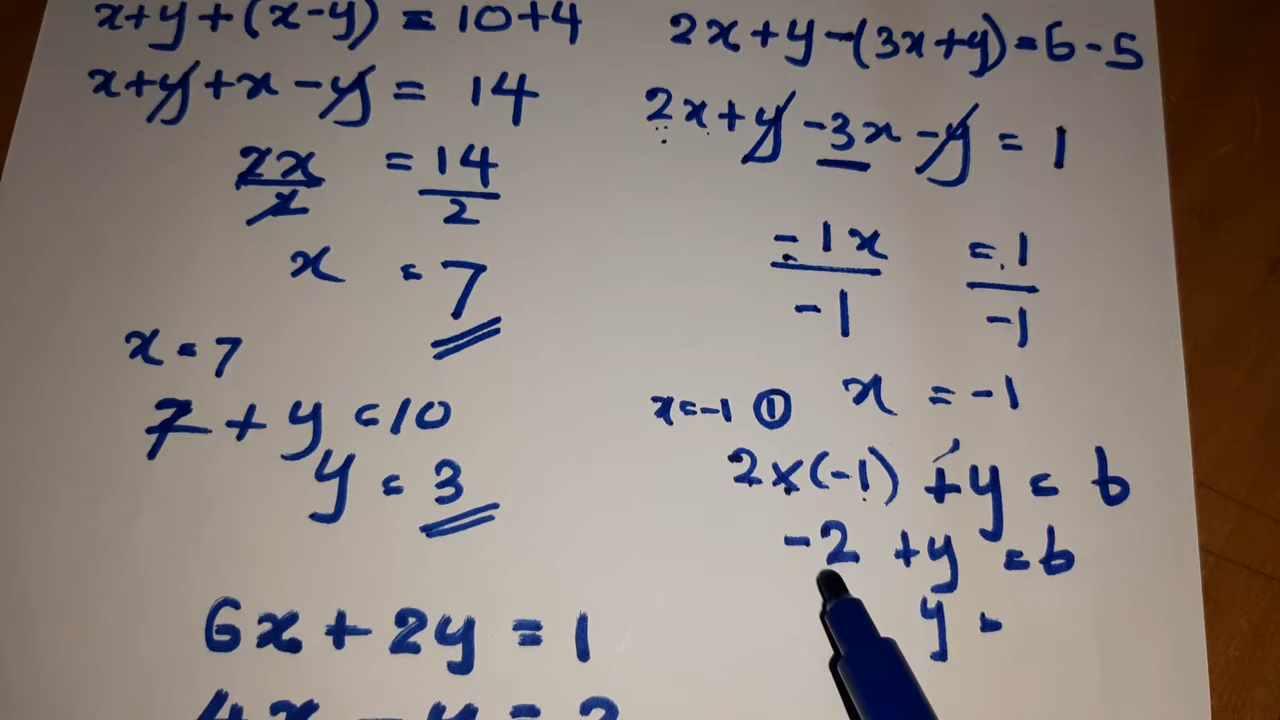 x+y+(x-y) = 10+4
x+y+x-y = 14
2x/2 = 14/2
x = 7
x = 7
7 + y = 10
y = 3
6x + 2y = 1
2x+y-(3x+y) = 6-5
2x+y-3x-y = 1
-1x/-1 = 1/-1
x = -1
x = -1 ①
2x(-1) + y = 6
-2 + y = 6
y =